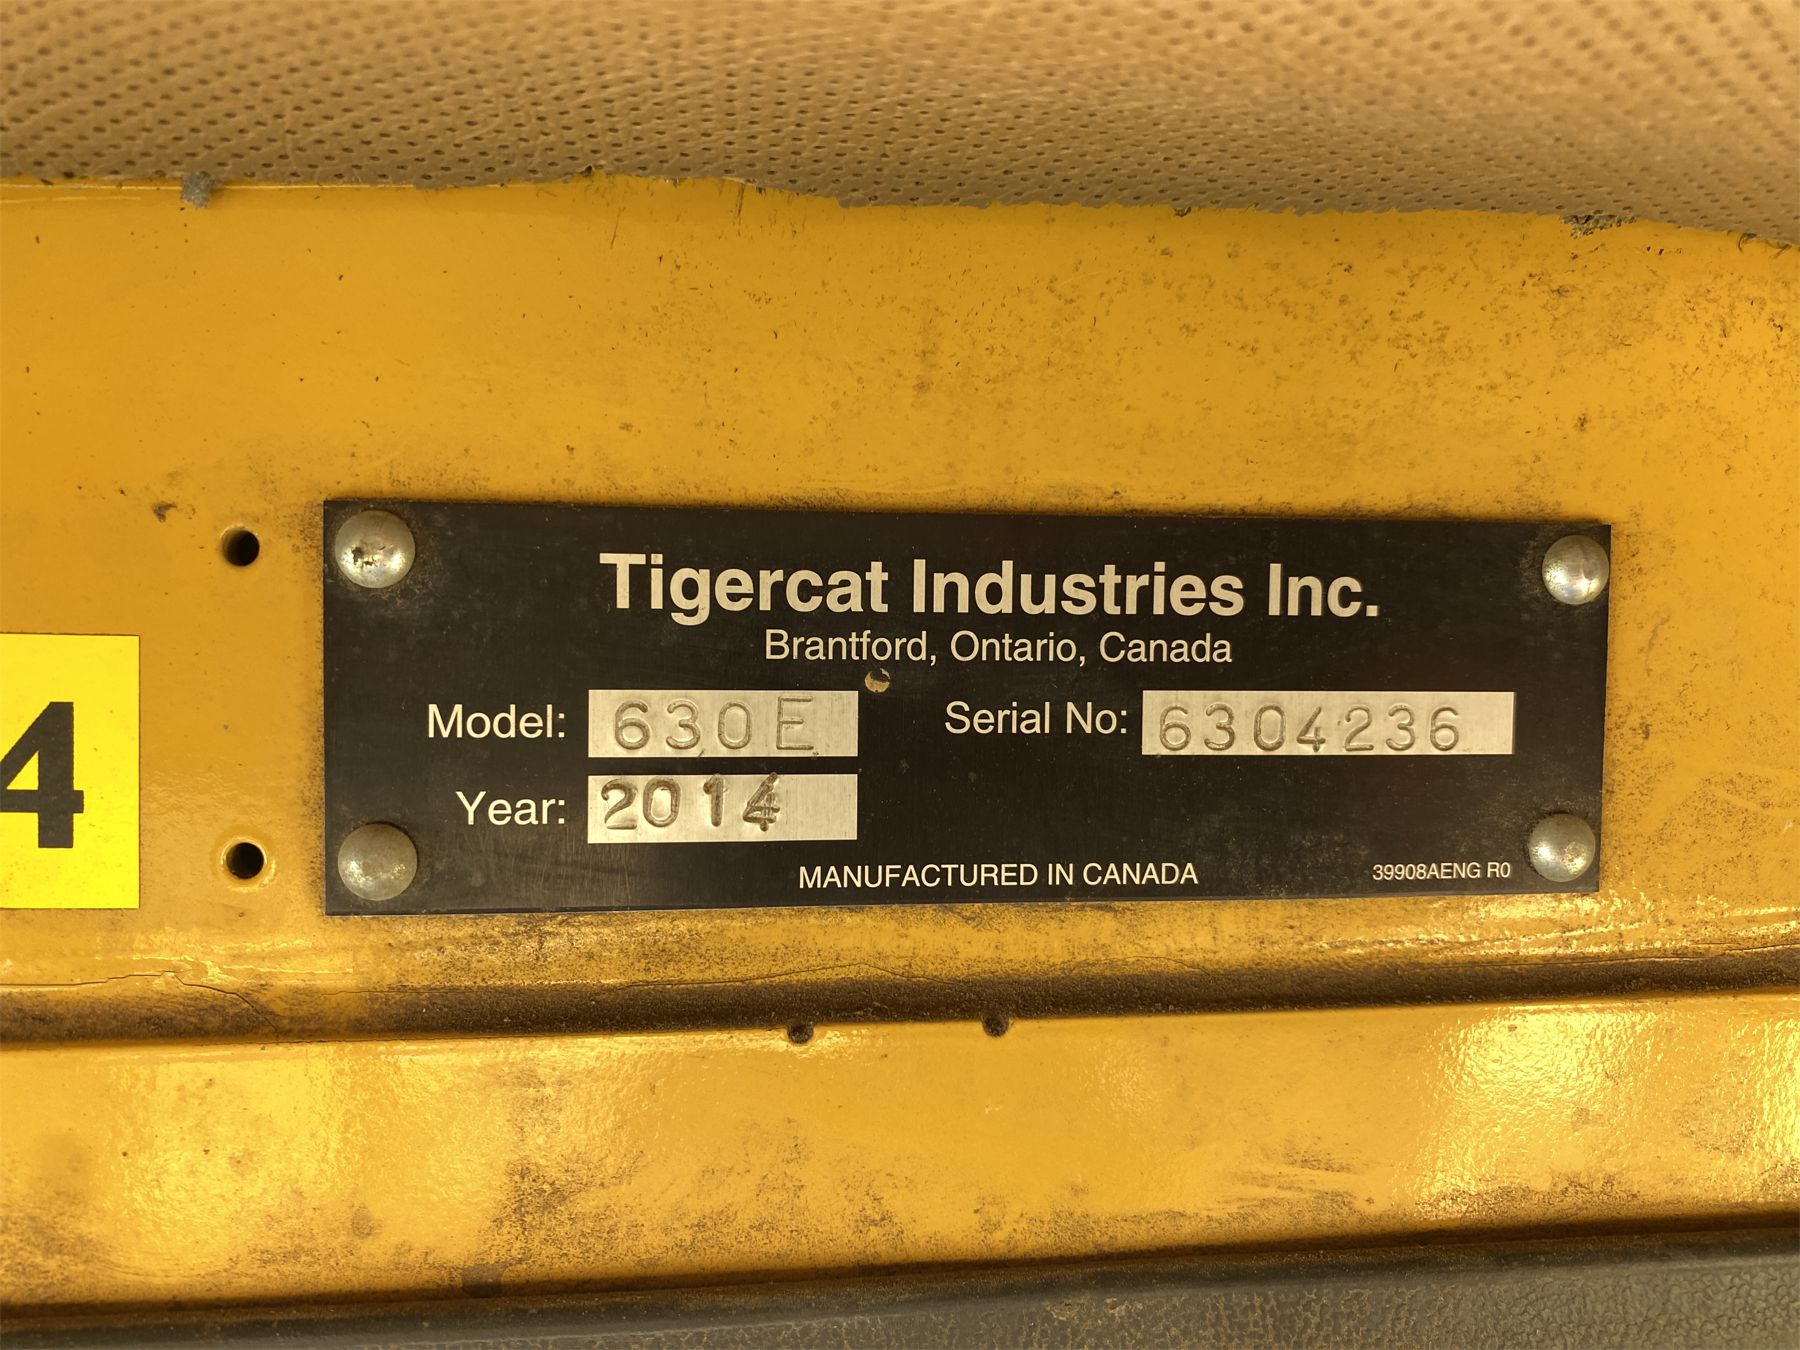 Tigercat Industries Inc.
Brantford, Ontario, Canada
Model: 630E Serial No: 6304236
Year: 2014
MANUFACTURED IN CANADA 39908AENG R0
4